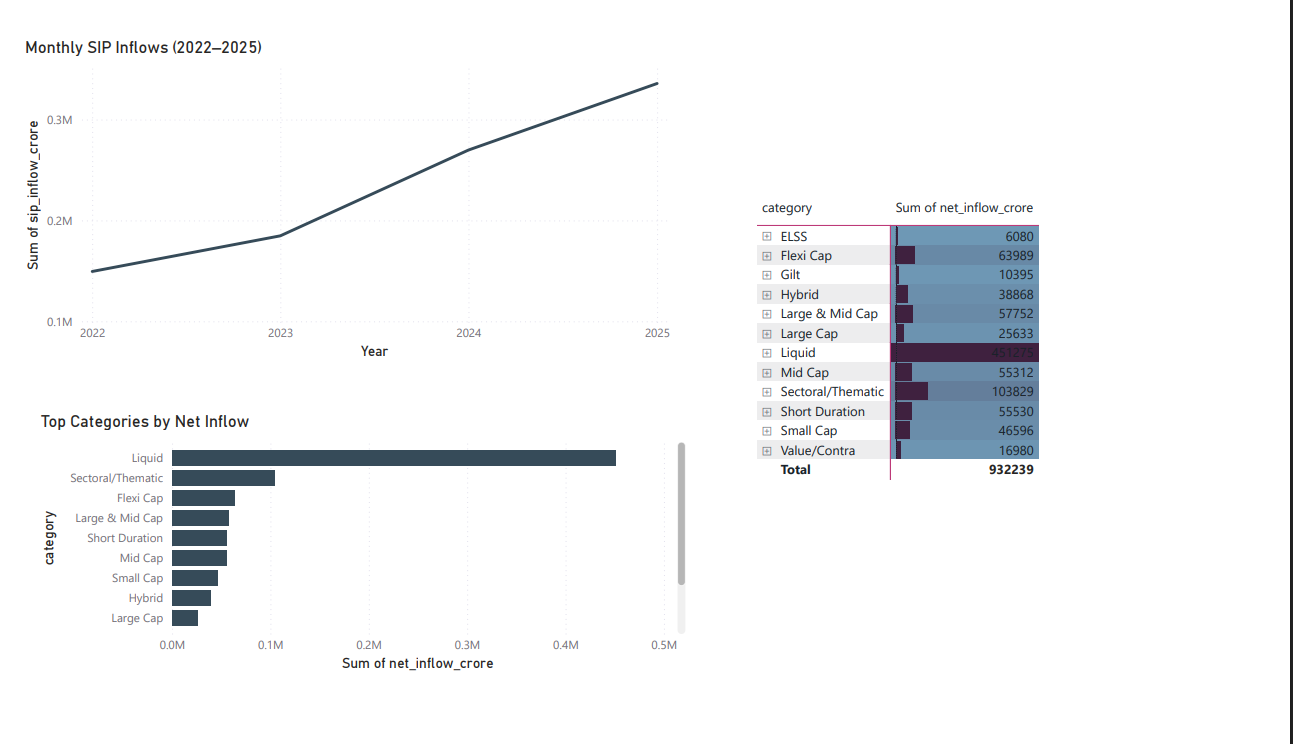 Monthly SIP Inflows (2022–2025)
Sum of sip_inflow_crore
0.3M
0.2M
0.1M
2022 2023 2024 2025
Year
Top Categories by Net Inflow
category
Liquid
Sectoral/Thematic
Flexi Cap
Large & Mid Cap
Short Duration
Mid Cap
Small Cap
Hybrid
Large Cap
0.0M 0.1M 0.2M 0.3M 0.4M 0.5M
Sum of net_inflow_crore
category Sum of net_inflow_crore
ELSS 6080
Flexi Cap 63989
Gilt 10395
Hybrid 38868
Large & Mid Cap 57752
Large Cap 25633
Liquid 451275
Mid Cap 55312
Sectoral/Thematic 103829
Short Duration 55530
Small Cap 46596
Value/Contra 16980
Total 932239